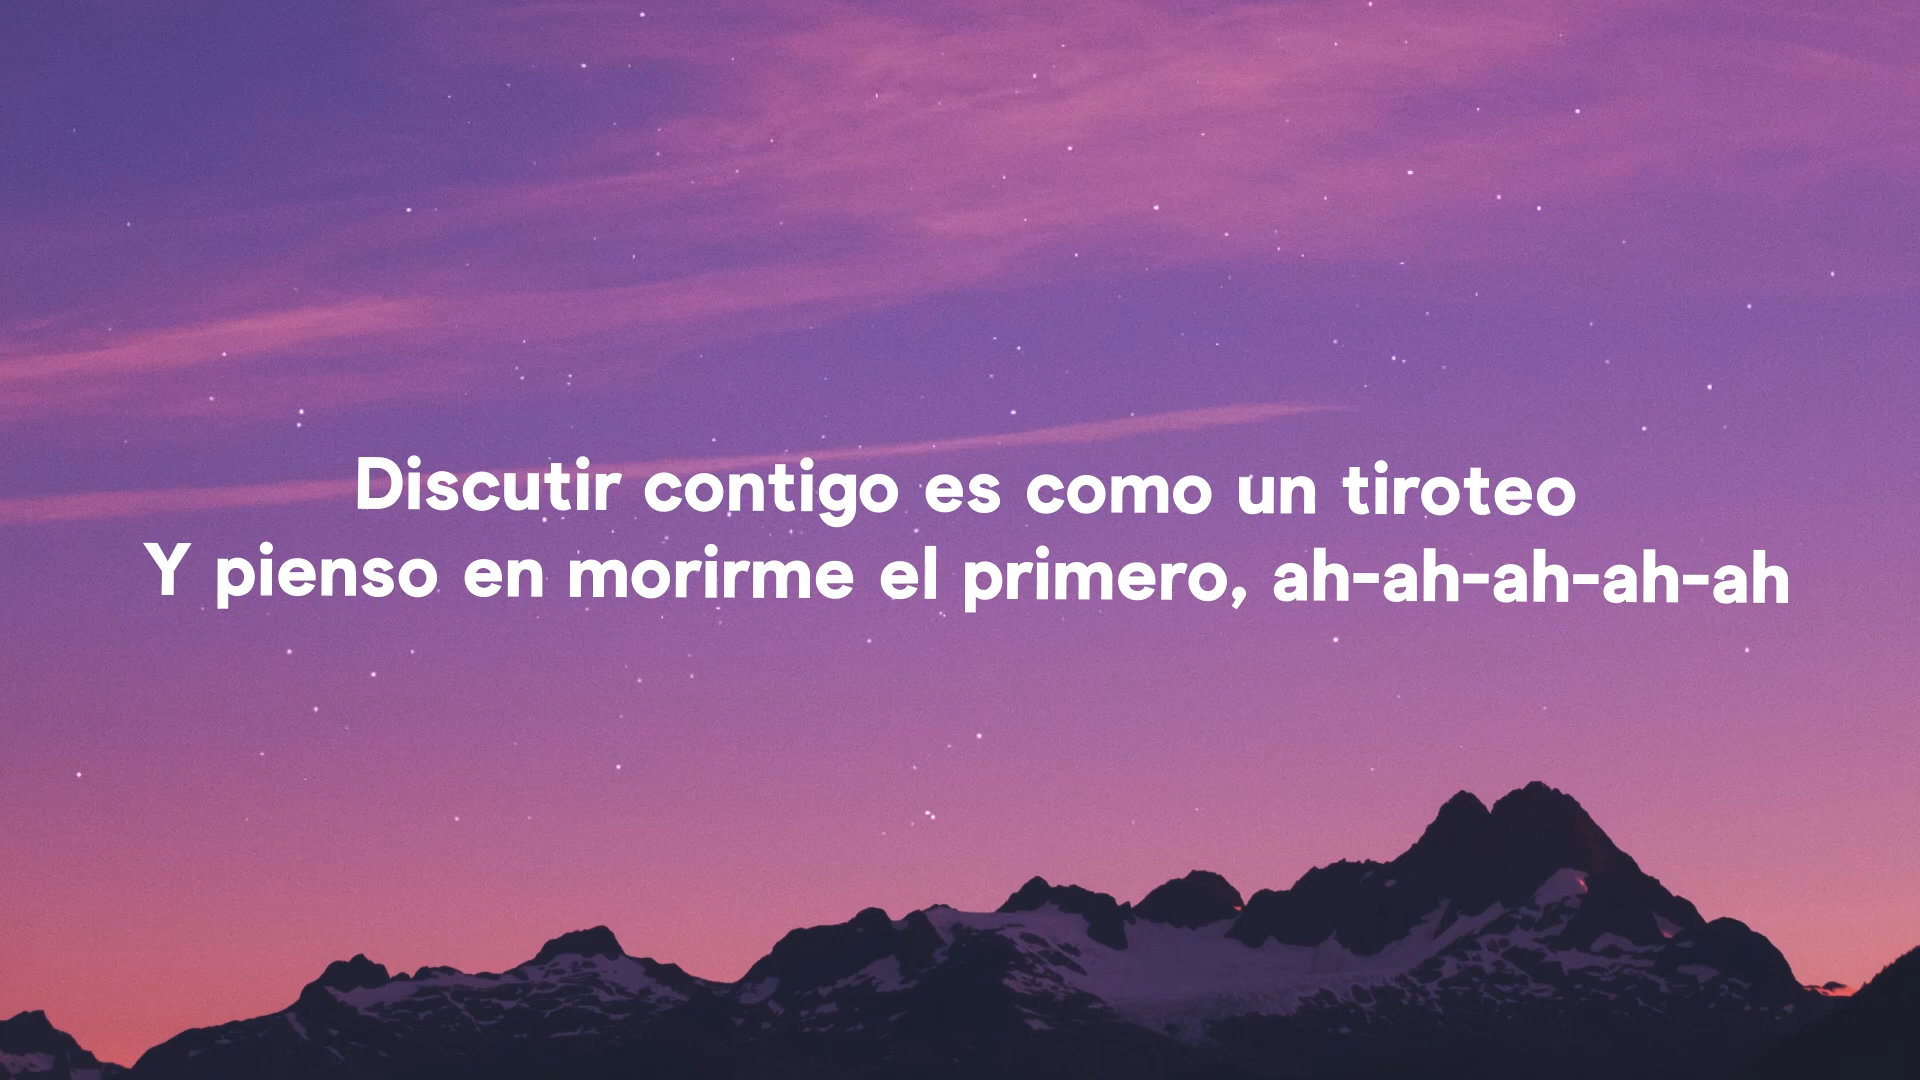 Discutir contigo es como un tiroteo
Y pienso en morirme el primero, ah-ah-ah-ah-ah